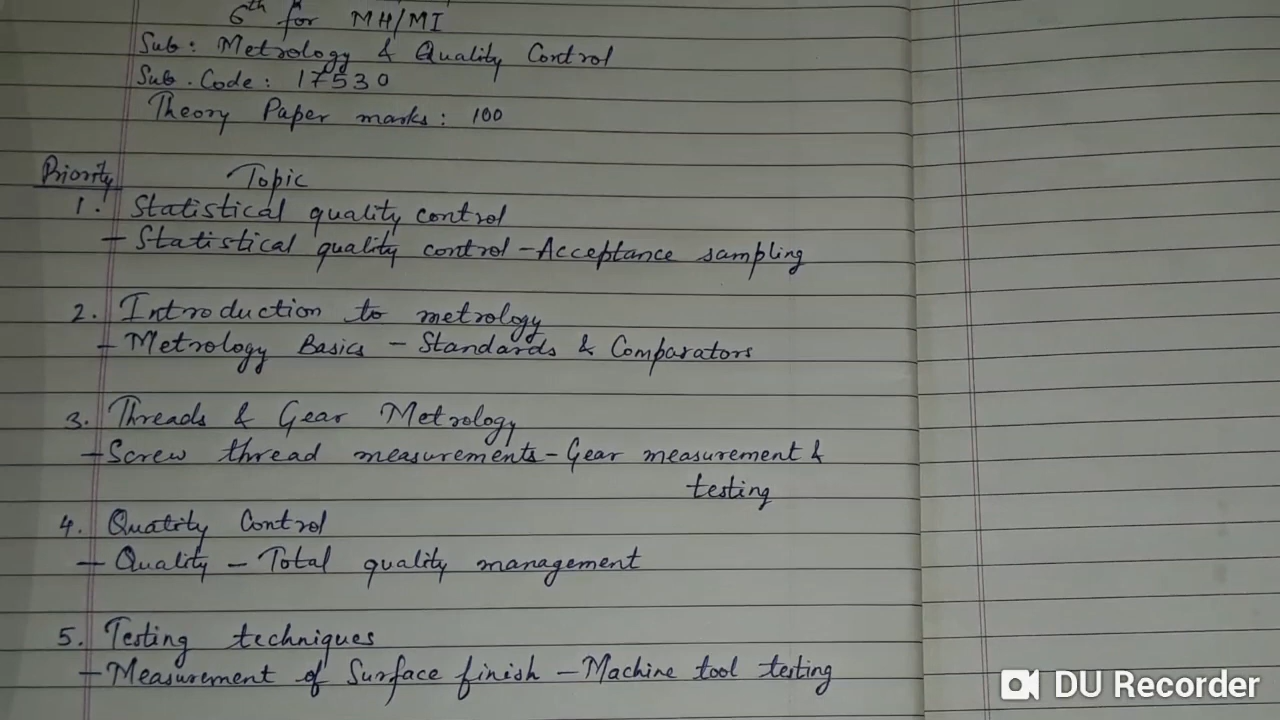 6th for MH/MI
Sub: Metrology & Quality Control
Sub. Code: 17530
Theory Paper marks: 100
Priority Topic
1. Statistical quality control
- Statistical quality control - Acceptance sampling
2. Introduction to metrology
- Metrology Basics - Standards & Comparators
3. Threads & Gear Metrology
- Screw thread measurements - Gear measurement &
testing
4. Quatity Control
- Quality - Total quality management
5. Testing techniques
- Measurement of Surface finish - Machine tool testing
DU Recorder